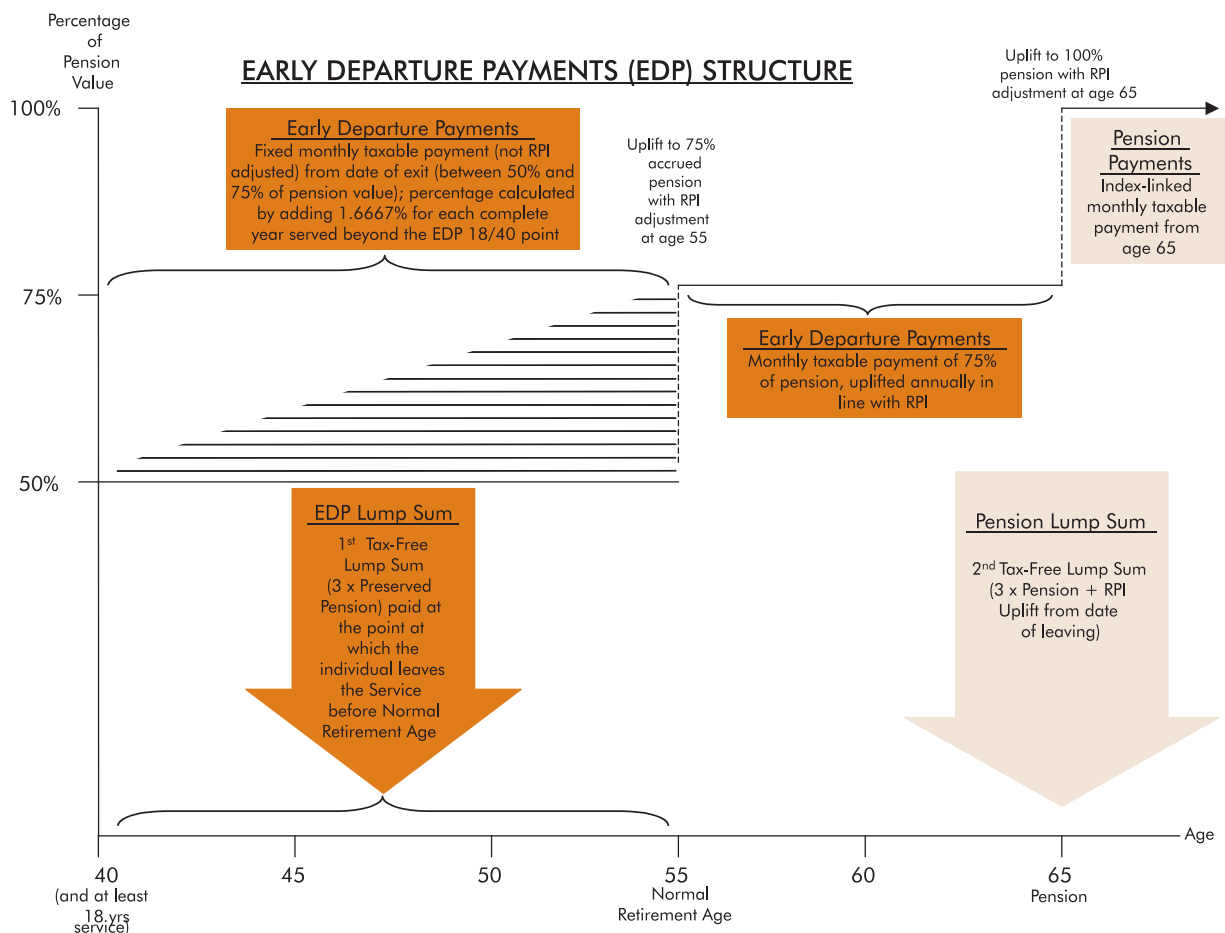 Percentage
of
Pension
Value
EARLY DEPARTURE PAYMENTS (EDP) STRUCTURE
Uplift to 100%
pension with RPI
adjustment at age 65
100%
Early Departure Payments
Fixed monthly taxable payment (not RPI
adjusted) from date of exit (between 50% and
75% of pension value); percentage calculated
by adding 1.6667% for each complete
year served beyond the EDP 18/40 point
Uplift to 75%
accrued
pension
with RPI
adjustment
at age 55
Pension
Payments
Index-linked
monthly taxable
payment from
age 65
75%
Early Departure Payments
Monthly taxable payment of 75%
of pension, uplifted annually in
line with RPI
50%
EDP Lump Sum
1st Tax-Free
Lump Sum
(3 x Preserved
Pension) paid at
the point at
which the
individual leaves
the Service
before Normal
Retirement Age
Pension Lump Sum
2nd Tax-Free Lump Sum
(3 x Pension + RPI
Uplift from date
of leaving)
Age
40 45 50 55 60 65
(and at least
18.yrs
service)
Normal
Retirement Age
Pension